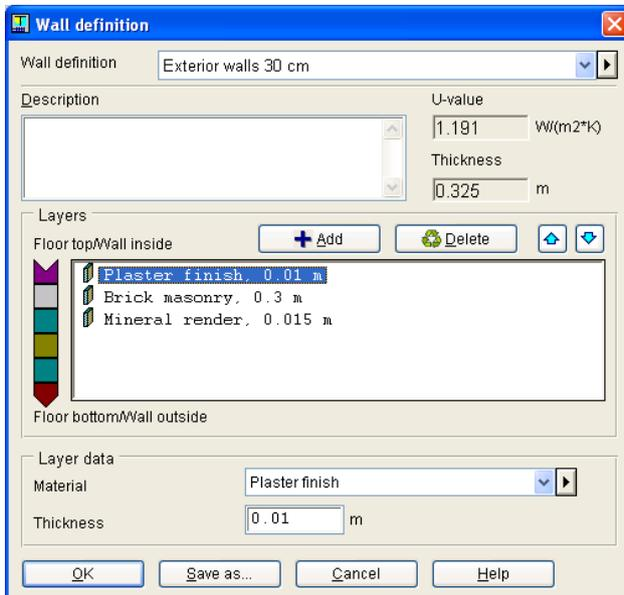 Wall definition
Wall definition Exterior walls 30 cm
Description U-value
1.191 W/(m2*K)
Thickness
0.325 m
Layers
Floor top/Wall inside Add Delete
Plaster finish, 0.01 m
Brick masonry, 0.3 m
Mineral render, 0.015 m
Floor bottom/Wall outside
Layer data
Material Plaster finish
Thickness 0.01 m
OK Save as... Cancel Help